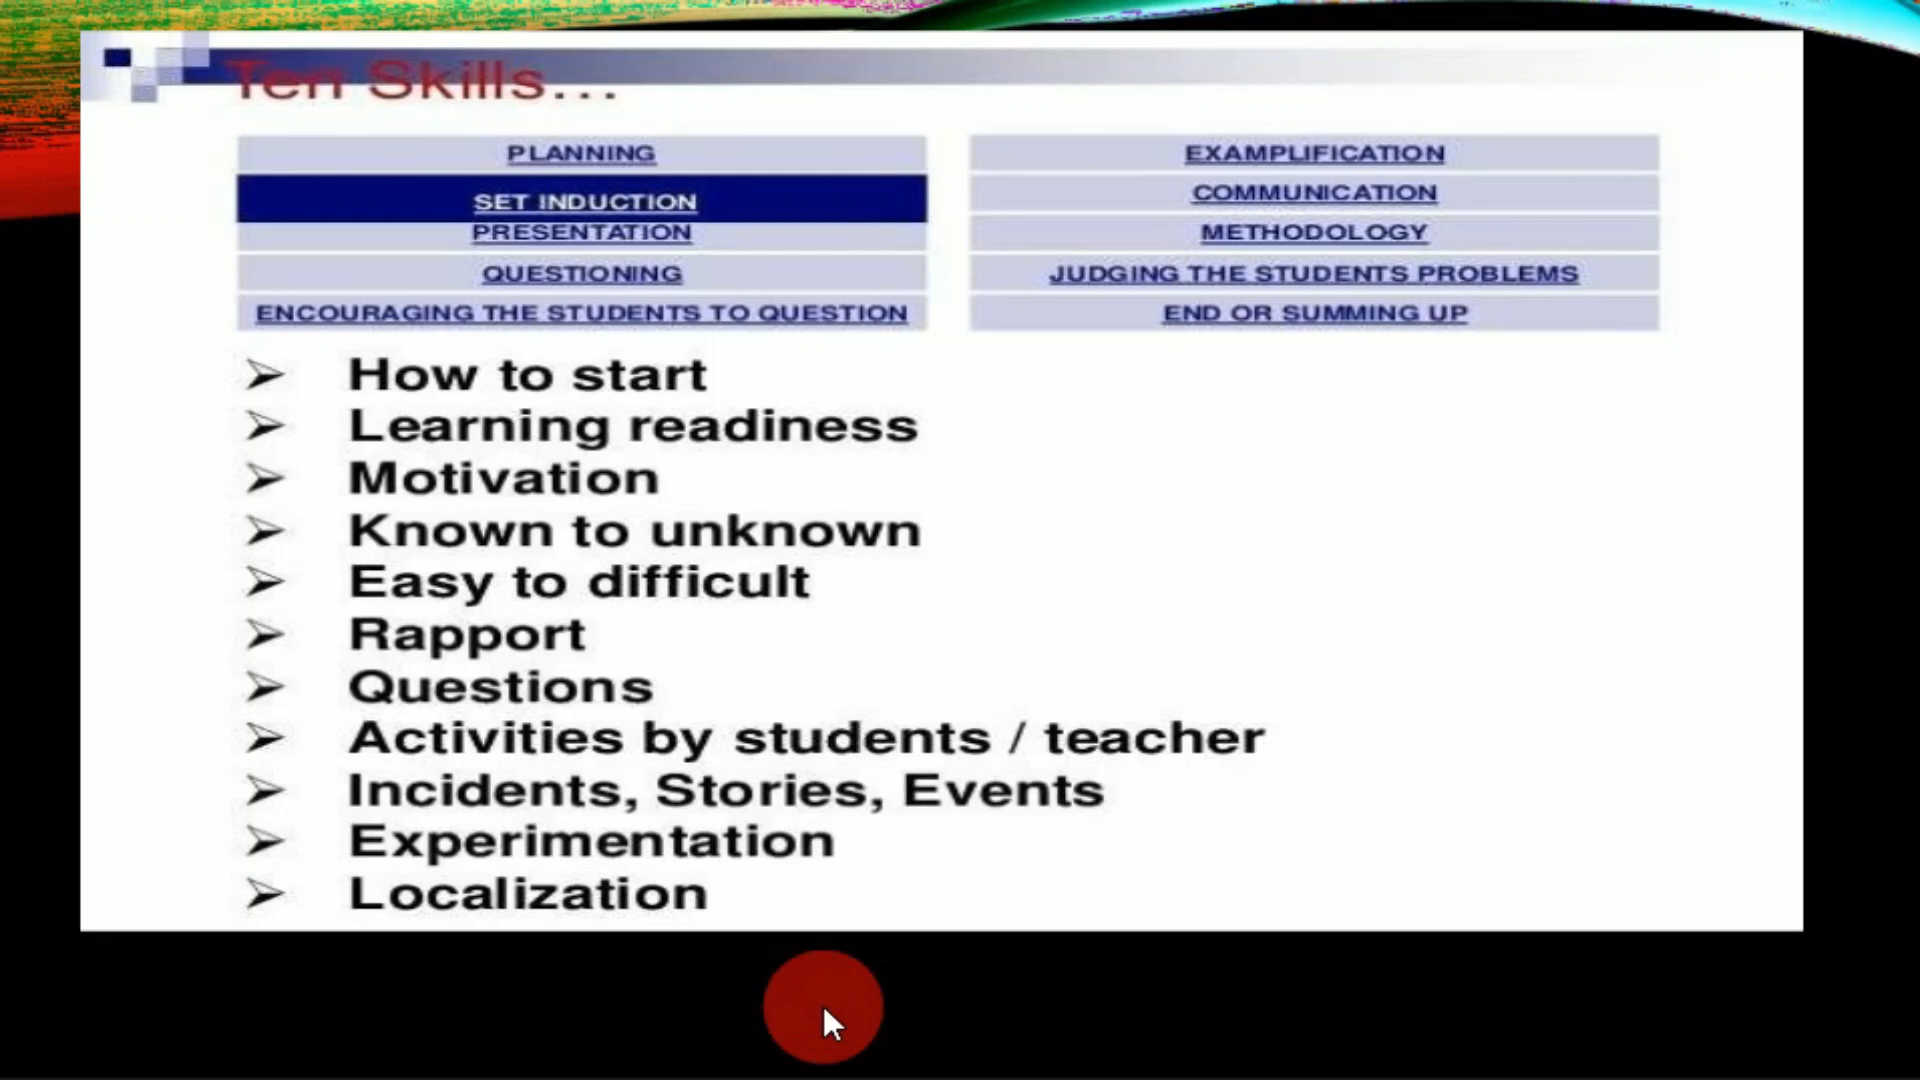 Ten Skills...
PLANNING
SET INDUCTION
PRESENTATION
QUESTIONING
ENCOURAGING THE STUDENTS TO QUESTION
EXAMPLIFICATION
COMMUNICATION
METHODOLOGY
JUDGING THE STUDENTS PROBLEMS
END OR SUMMING UP
How to start
Learning readiness
Motivation
Known to unknown
Easy to difficult
Rapport
Questions
Activities by students / teacher
Incidents, Stories, Events
Experimentation
Localization